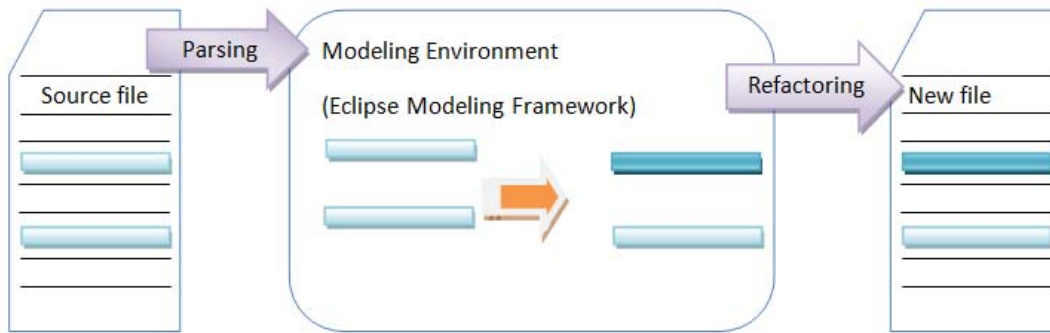 Source file
Parsing
Modeling Environment
(Eclipse Modeling Framework)
Refactoring
New file